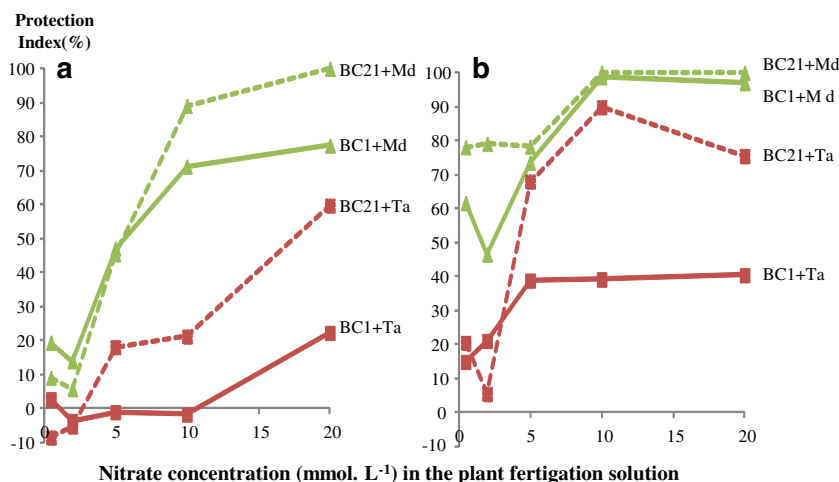 Protection
Index(%)
a
100
90
80
70
60
50
40
30
20
10
0
-10
0
5
10
15
20
BC21+Md
BC1+Md
BC21+Ta
BC1+Ta
b
100
90
80
70
60
50
40
30
20
10
0
-10
0
5
10
15
20
BC21+Md
BC1+M d
BC21+Ta
BC1+Ta
Nitrate concentration (mmol. L-1) in the plant fertigation solution